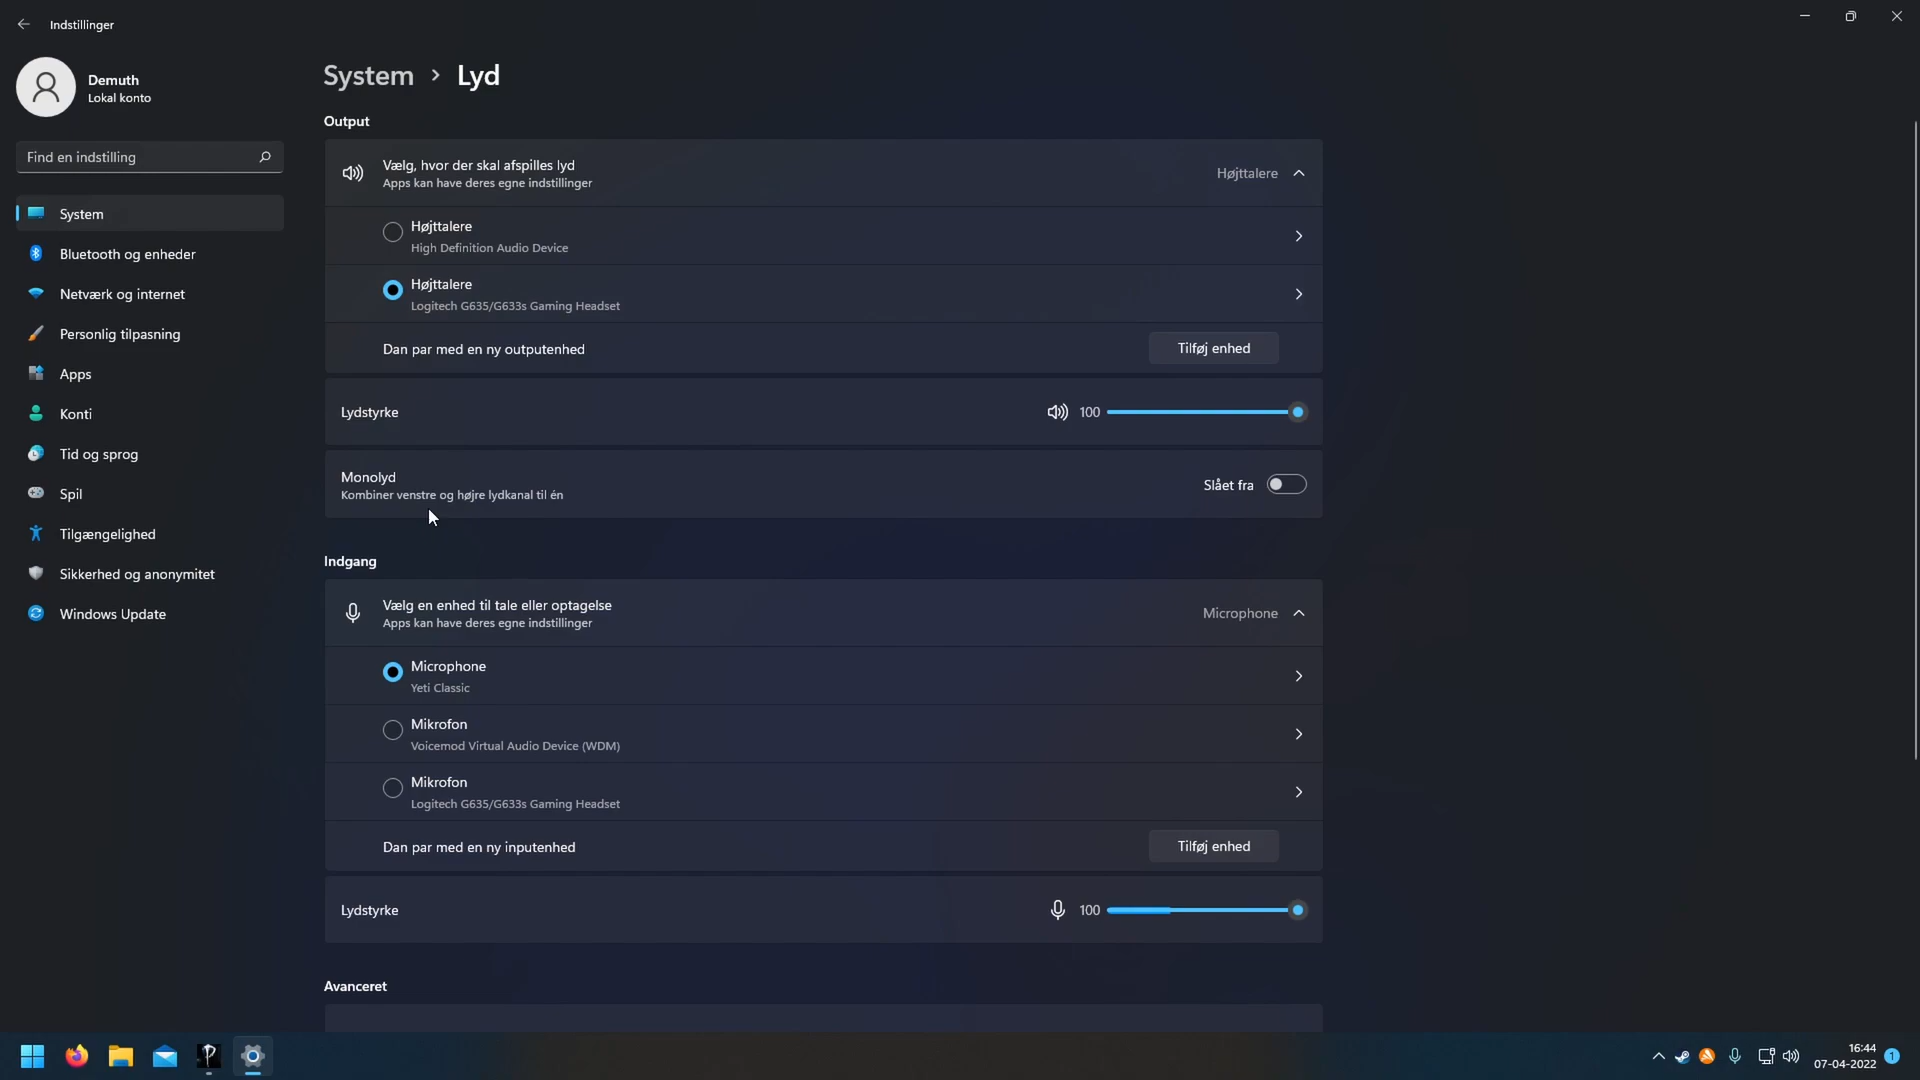 Indstillinger
Demuth
Lokal konto
Find en indstilling
System
Bluetooth og enheder
Netværk og internet
Personlig tilpasning
Apps
Konti
Tid og sprog
Spil
Tilgængelighed
Sikkerhed og anonymitet
Windows Update
System › Lyd
Output
Vælg, hvor der skal afspilles lyd
Apps kan have deres egne indstillinger
Højttalere
Højttalere
High Definition Audio Device
Højttalere
Logitech G635/G633s Gaming Headset
Dan par med en ny outputenhed
Tilføj enhed
Lydstyrke
100
Monolyd
Kombiner venstre og højre lydkanal til én
Slået fra
Indgang
Vælg en enhed til tale eller optagelse
Apps kan have deres egne indstillinger
Microphone
Microphone
Yeti Classic
Mikrofon
Voicemod Virtual Audio Device (WDM)
Mikrofon
Logitech G635/G633s Gaming Headset
Dan par med en ny inputenhed
Tilføj enhed
Lydstyrke
100
Avanceret
16:44
07-04-2022
1